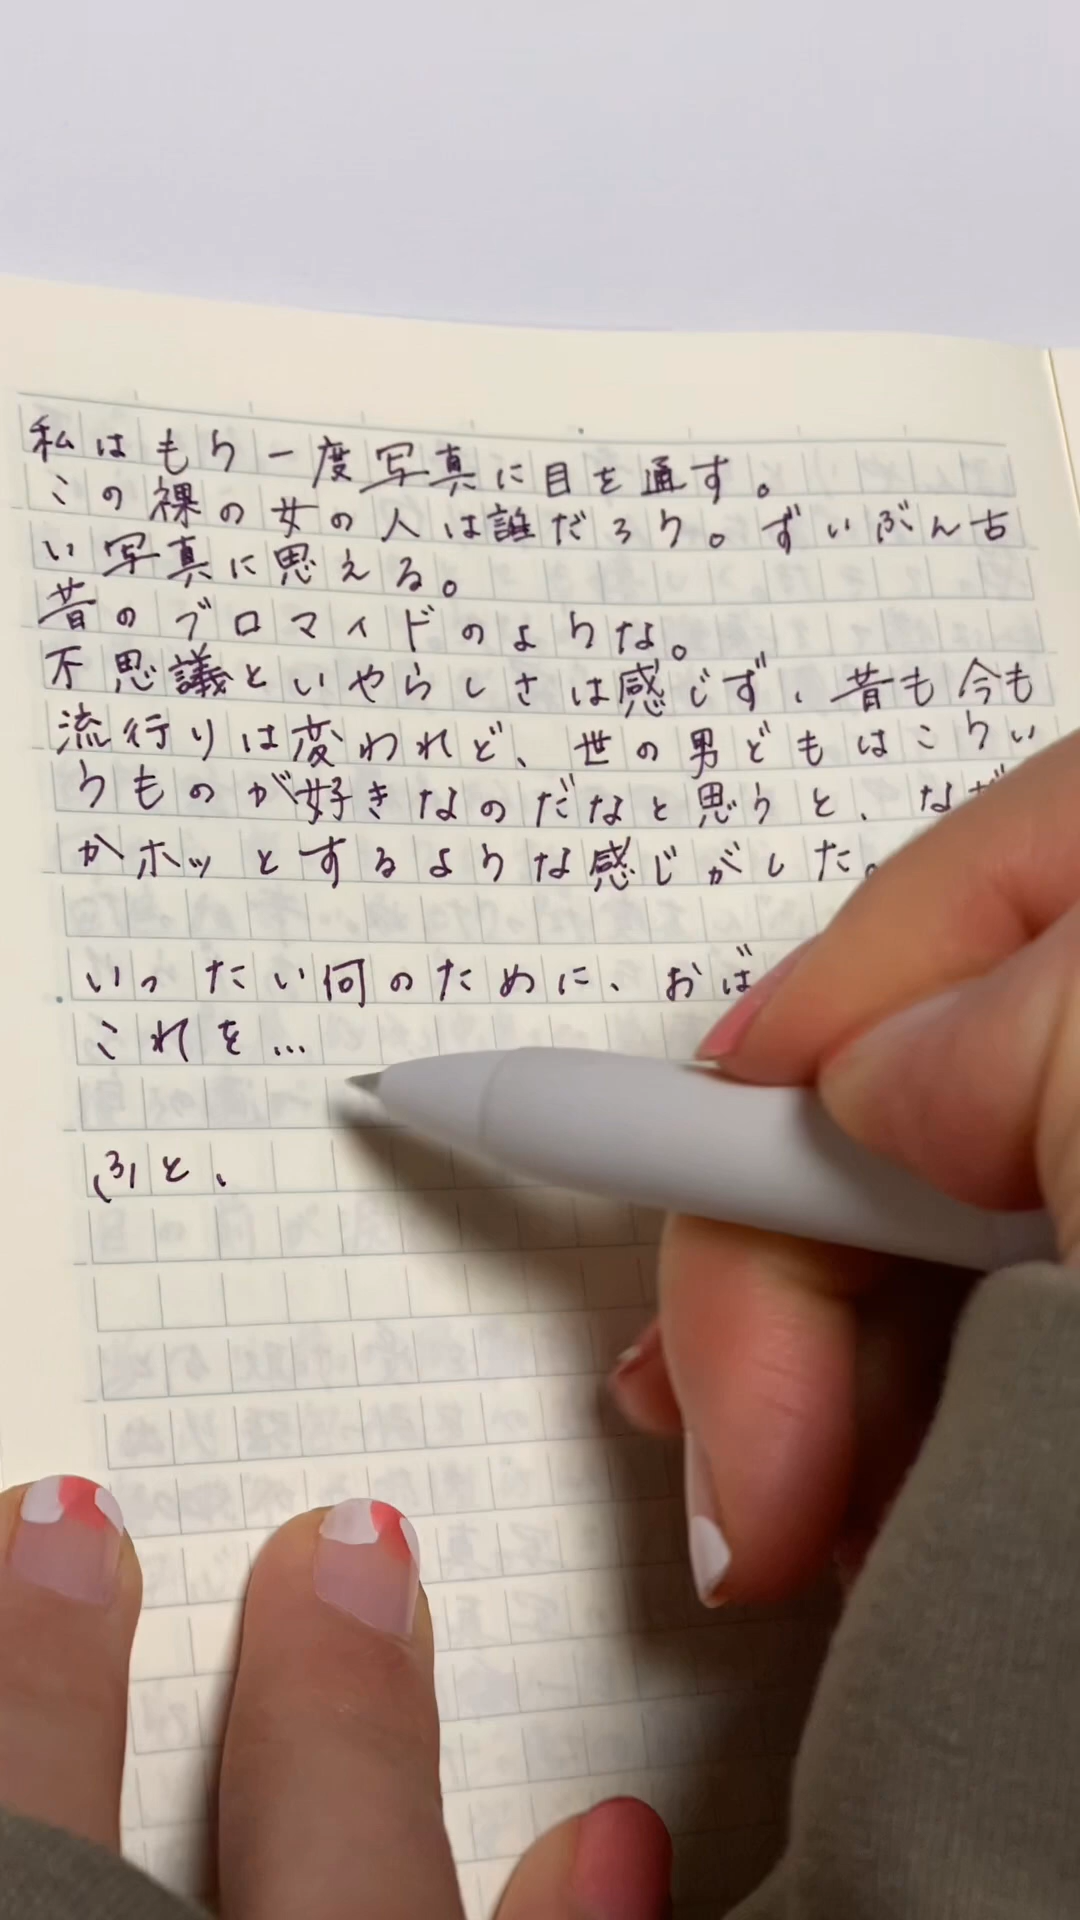 私はもう一度写真に目を通す。
この裸の女の人は誰だろう。ずいぶん古
い写真に思える。
昔のブロマイドのような。
不思議といやらしさは感じず、昔も今も
流行りは変われど、世の男どもはこうい
うものが好きなのだなと思うと、なぜ
かホッとするような感じがした。
いったい何のために、おば
これを…
ふと、